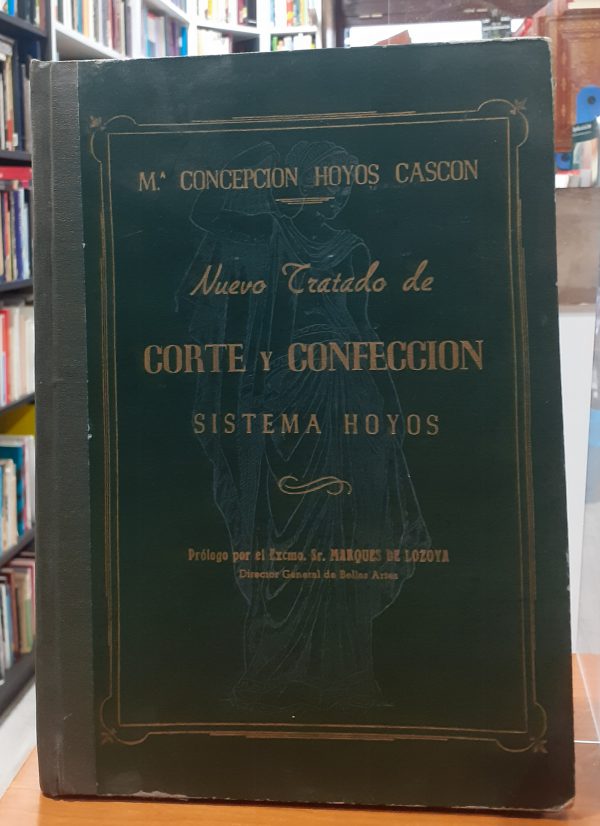 M.ª CONCEPCION HOYOS CASCON
Nuevo Tratado de
CORTE Y CONFECCION
SISTEMA HOYOS
Prólogo por el Excmo. Sr. MARQUES DE LOZOYA
Director General de Bellas Artes